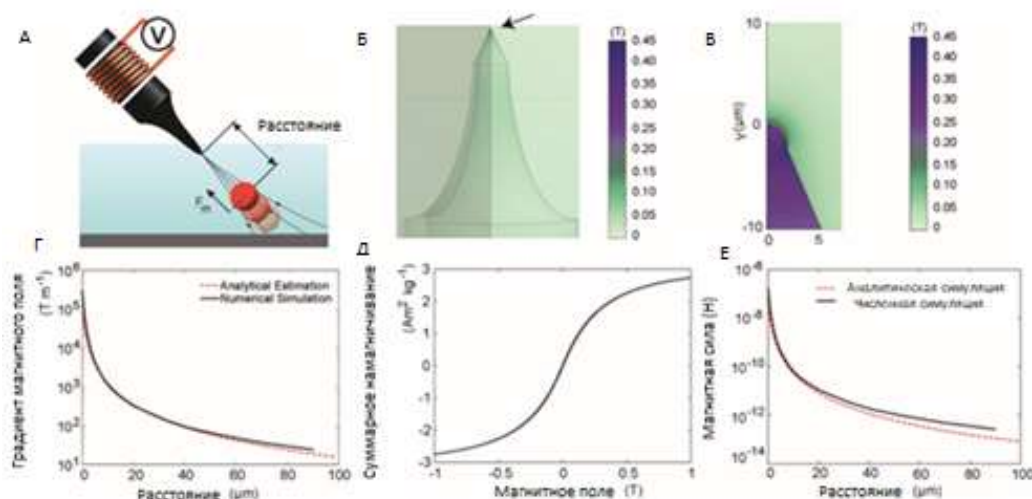 А
V
Расстояние
Fm
Б
(T)
0.45
0.40
0.35
0.30
0.25
0.20
0.15
0.10
0.05
0
В
10
0
-10
Y(μm)
0 5
(T)
0.45
0.40
0.35
0.30
0.25
0.20
0.15
0.10
0.05
0
Г
Градиент магнитного поля
(T m⁻¹)
10⁶
10⁵
10⁴
10³
10²
10¹
Analytical Estimation
Numerical Simulation
0 20 40 60 80 100
Расстояние (μm)
Д
Суммарное намагничивание
(Am² kg⁻¹)
3
2
1
0
-1
-2
-3
-1 -0.5 0 0.5 1
Магнитное поле (T)
Е
Магнитная сила (Н)
10⁻⁶
10⁻⁸
10⁻¹⁰
10⁻¹²
10⁻¹⁴
Аналитическая симуляция
Численная симуляция
0 20 40 60 80 100
Расстояние (μm)